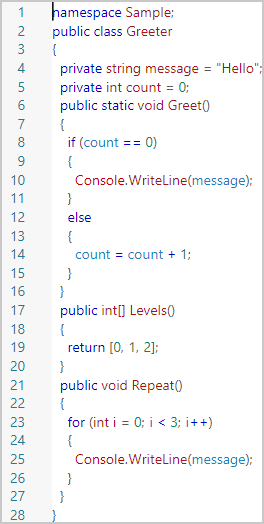 1 namespace Sample;
2 public class Greeter
3 {
4 private string message = "Hello";
5 private int count = 0;
6 public static void Greet()
7 {
8 if (count == 0)
9 {
10 Console.WriteLine(message);
11 }
12 else
13 {
14 count = count + 1;
15 }
16 }
17 public int[] Levels()
18 {
19 return [0, 1, 2];
20 }
21 public void Repeat()
22 {
23 for (int i = 0; i < 3; i++)
24 {
25 Console.WriteLine(message);
26 }
27 }
28 }